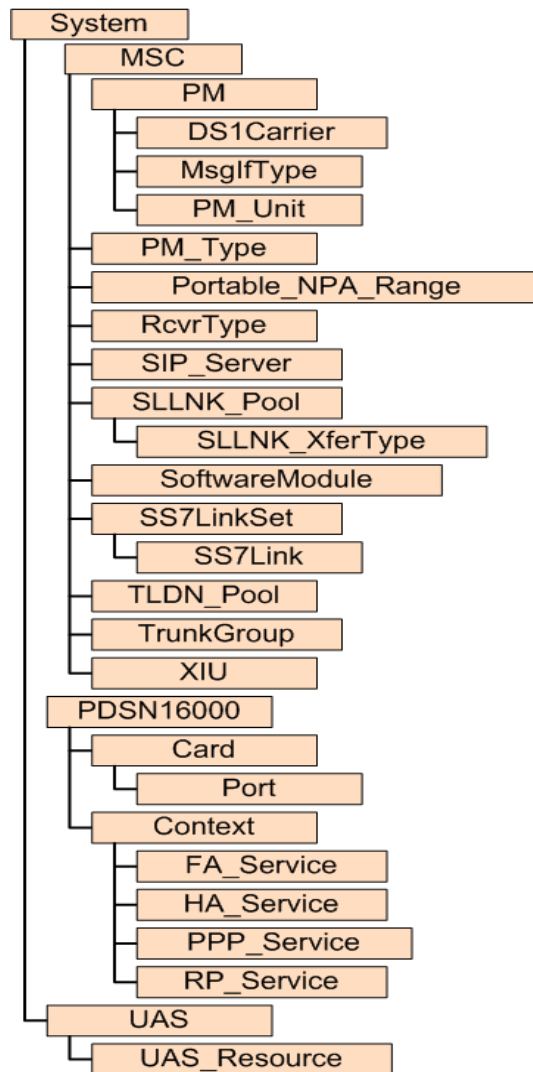 System
MSC
PM
DS1Carrier
MsgIfType
PM_Unit
PM_Type
Portable_NPA_Range
RcvrType
SIP_Server
SLLNK_Pool
SLLNK_XferType
SoftwareModule
SS7LinkSet
SS7Link
TLDN_Pool
TrunkGroup
XIU
PDSN16000
Card
Port
Context
FA_Service
HA_Service
PPP_Service
RP_Service
UAS
UAS_Resource